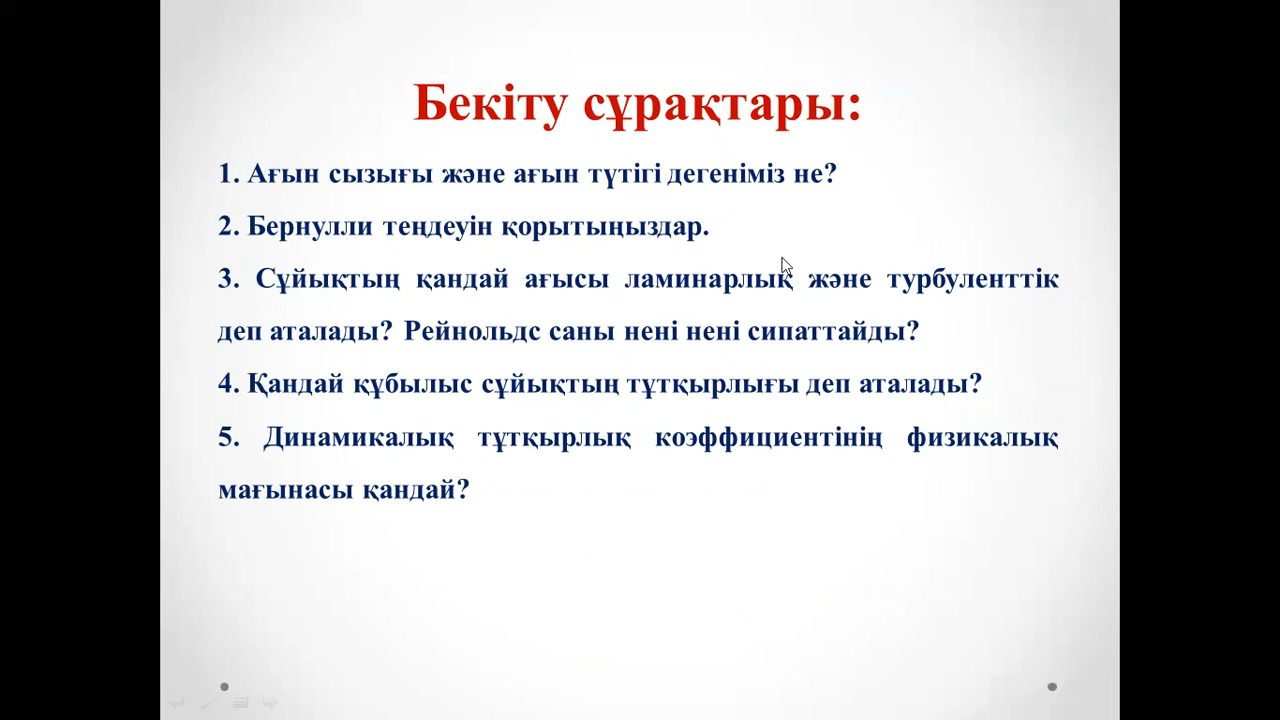 Бекіту сұрақтары:
1. Ағын сызығы және ағын түтігі дегеніміз не?
2. Бернулли теңдеуін қорытыңыздар.
3. Сұйықтың қандай ағысы ламинарлық және турбуленттік
деп аталады? Рейнольдс саны нені нені сипаттайды?
4. Қандай құбылыс сұйықтың тұтқырлығы деп аталады?
5. Динамикалық тұтқырлық коэффициентінің физикалық
мағынасы қандай?